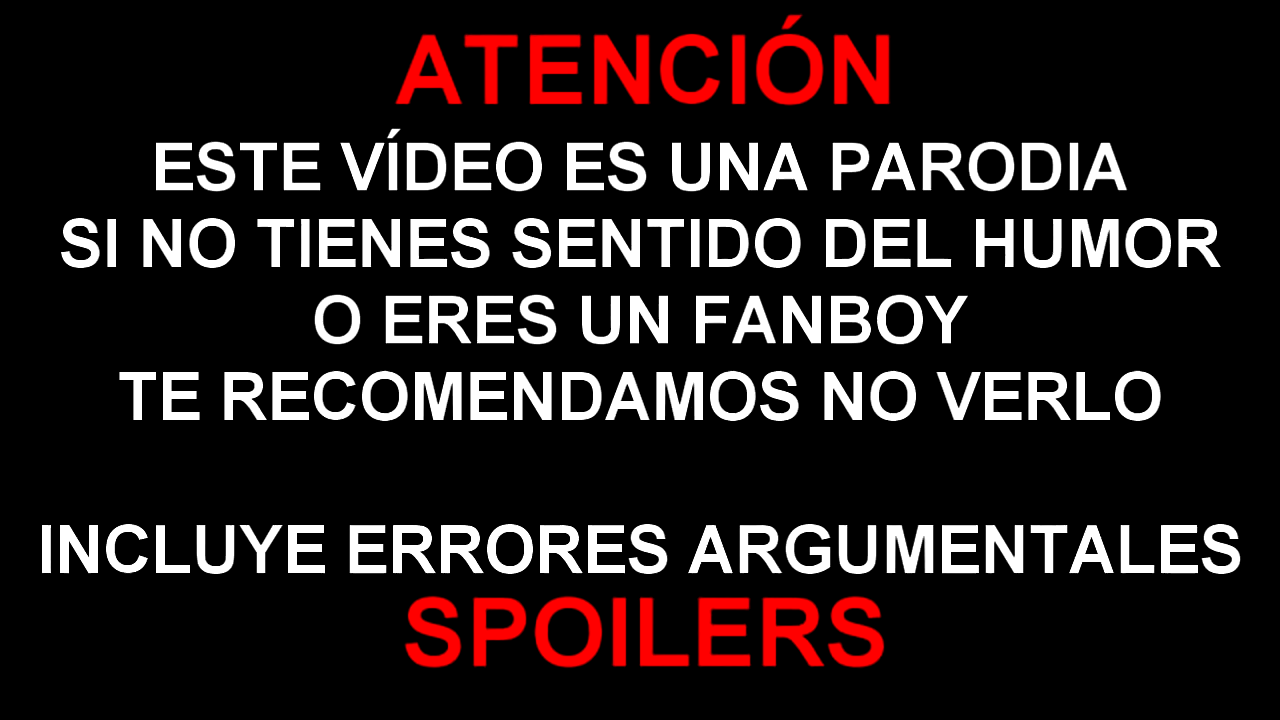 ATENCIÓN
ESTE VÍDEO ES UNA PARODIA
SI NO TIENES SENTIDO DEL HUMOR
O ERES UN FANBOY
TE RECOMENDAMOS NO VERLO
INCLUYE ERRORES ARGUMENTALES
SPOILERS